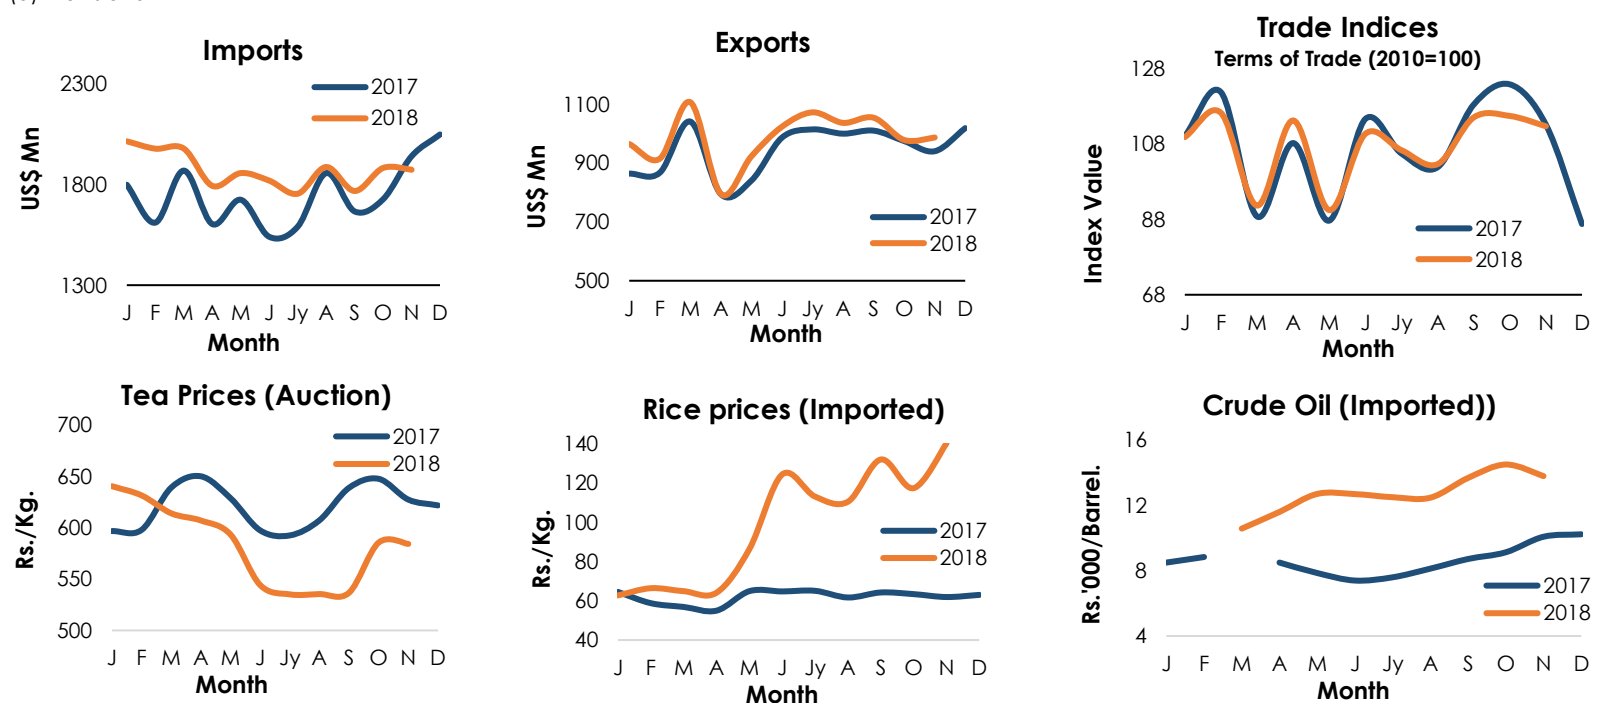 Imports
2300
1800
1300
US$ Mn
2017
2018
J F M A M J Jy A S O N D
Month
Exports
1100
900
700
500
US$ Mn
2017
2018
J F M A M J Jy A S O N D
Month
Trade Indices
Terms of Trade (2010=100)
128
108
88
68
Index Value
2017
2018
J F M A M J Jy A S O N D
Month
Tea Prices (Auction)
700
650
600
550
500
Rs./Kg.
2017
2018
J F M A M J Jy A S O N D
Month
Rice prices (Imported)
140
120
100
80
60
40
Rs./Kg.
2017
2018
J F M A M J Jy A S O N D
Month
Crude Oil (Imported))
16
12
8
4
Rs.'000/Barrel.
2017
2018
J F M A M J Jy A S O N D
Month